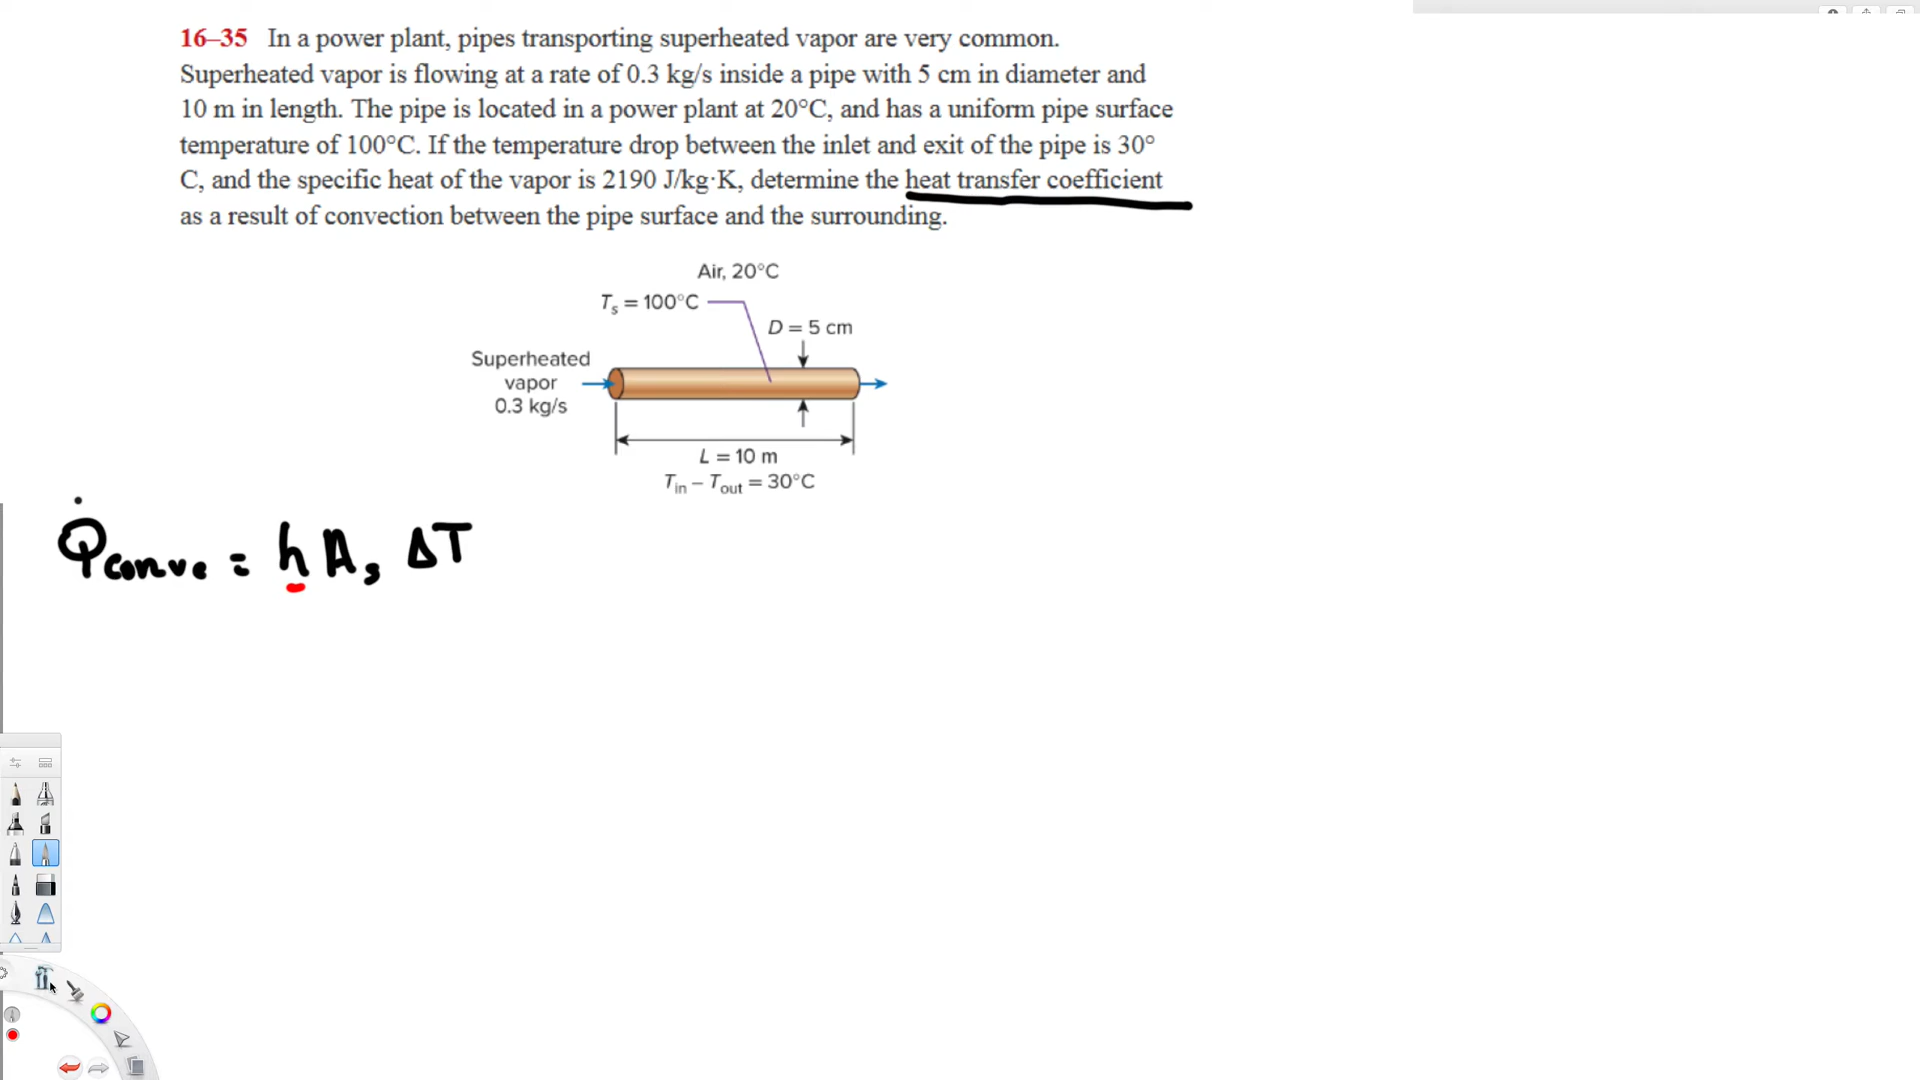 16–35 In a power plant, pipes transporting superheated vapor are very common.
Superheated vapor is flowing at a rate of 0.3 kg/s inside a pipe with 5 cm in diameter and
10 m in length. The pipe is located in a power plant at 20°C, and has a uniform pipe surface
temperature of 100°C. If the temperature drop between the inlet and exit of the pipe is 30°
C, and the specific heat of the vapor is 2190 J/kg·K, determine the heat transfer coefficient
as a result of convection between the pipe surface and the surrounding.
Air, 20°C
Ts = 100°C
D = 5 cm
Superheated
vapor
0.3 kg/s
L = 10 m
Tin – Tout = 30°C
Q̇conve = h As ΔT